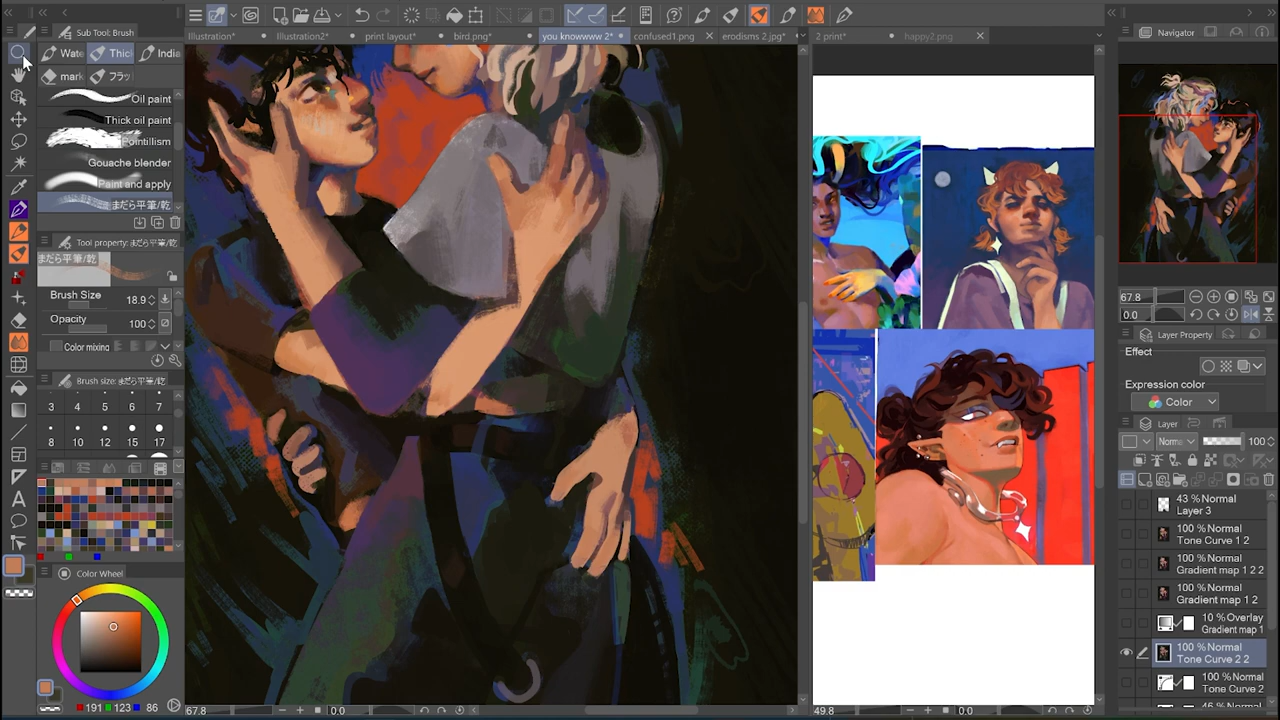 Sub Tool: Brush
Navigator
Illustration*
Illustration2*
print layout*
bird.png*
you knowwww 2*
confused1.png
erodisms 2.jpg*
2 print*
happy2.png
Wate
Thicl
India
mark
フラッ
Oil paint
Thick oil paint
Oil paint
Gouache blender
Paint and apply
まだら平筆/乾
Tool property: まだら平筆/乾
まだら平筆/乾
Brush Size 18.9
Opacity 100
Color mixing
Brush size: まだら平筆/乾
3 4 5 6 7
8 10 12 15 17
Color Wheel
191 123 86
67.8
0.0
49.8
0.0
67.8
0.0
Layer Property
Effect
Expression color
Color
Layer
Norma 100
43 % Normal
Layer 3
100 % Normal
Tone Curve 1 2
100 % Normal
Gradient map 1 2 2
100 % Normal
Gradient map 1 2
10 % Overlay
Gradient map 1
100 % Normal
Tone Curve 2 2
100 % Normal
Tone Curve 2